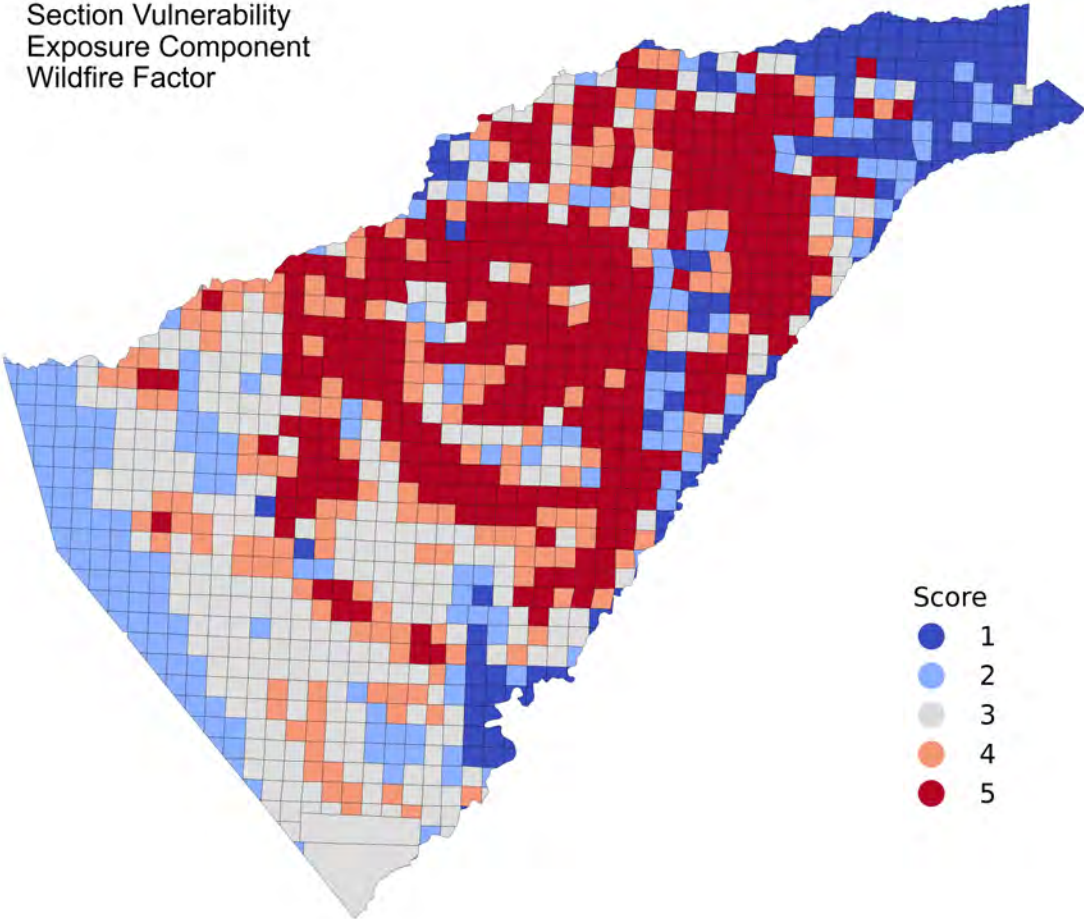 Section Vulnerability
Exposure Component
Wildfire Factor
Score
1
2
3
4
5